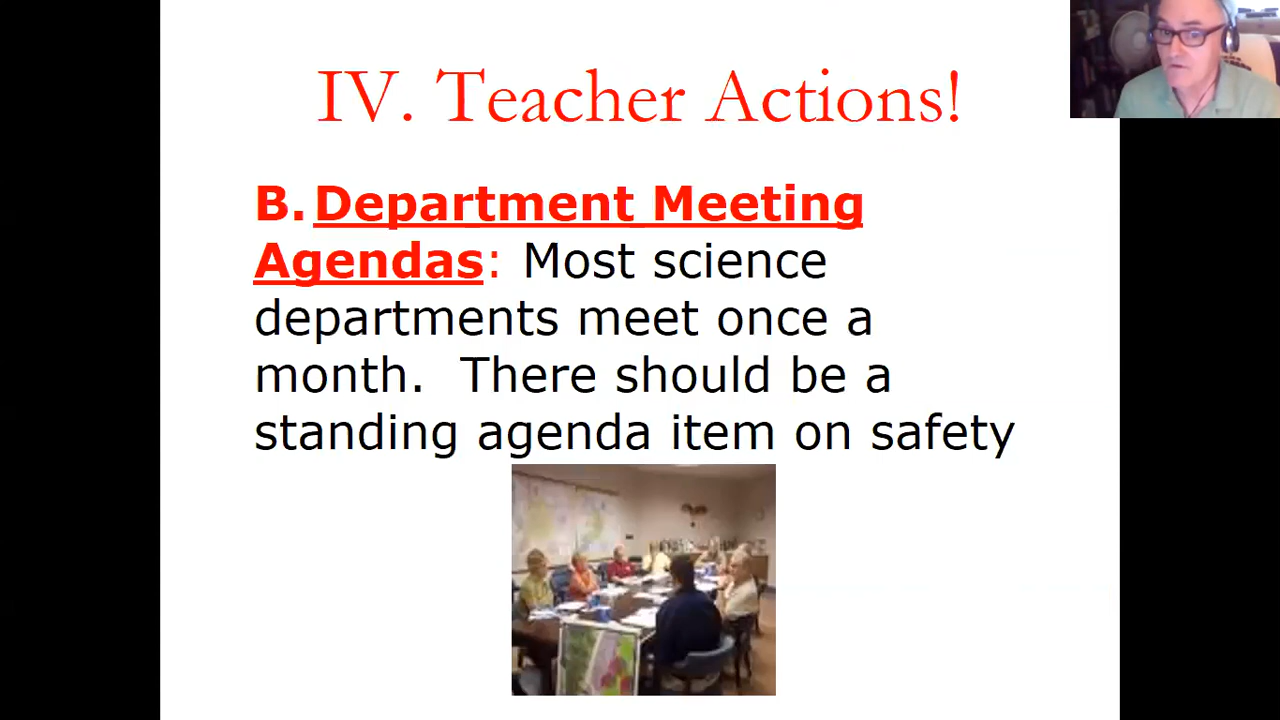 IV. Teacher Actions!
B. Department Meeting
Agendas: Most science
departments meet once a
month.  There should be a
standing agenda item on safety